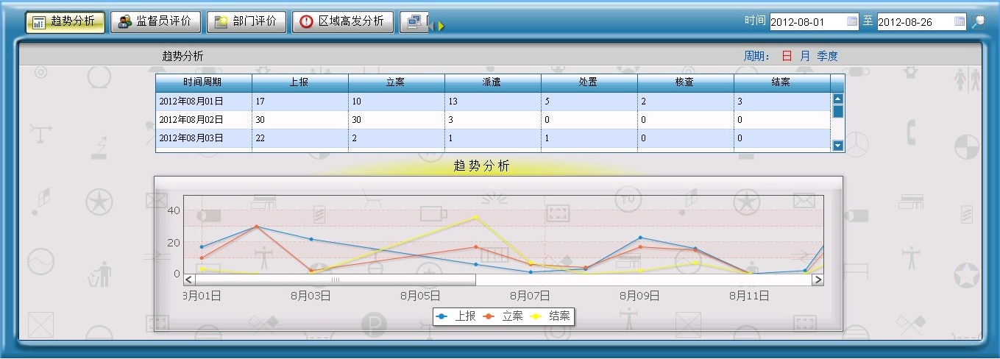 趋势分析 监督员评价 部门评价 区域高发分析 时间 2012-08-01 至 2012-08-26
趋势分析 周期： 日 月 季度
时间周期 上报 立案 派遣 处置 核查 结案
2012年08月01日 17 10 13 5 2 3
2012年08月02日 30 30 3 0 0 0
2012年08月03日 22 2 1 1 0 0
趋势分析
40
20
0
8月01日 8月03日 8月05日 8月07日 8月09日 8月11日
上报 立案 结案
TV
P